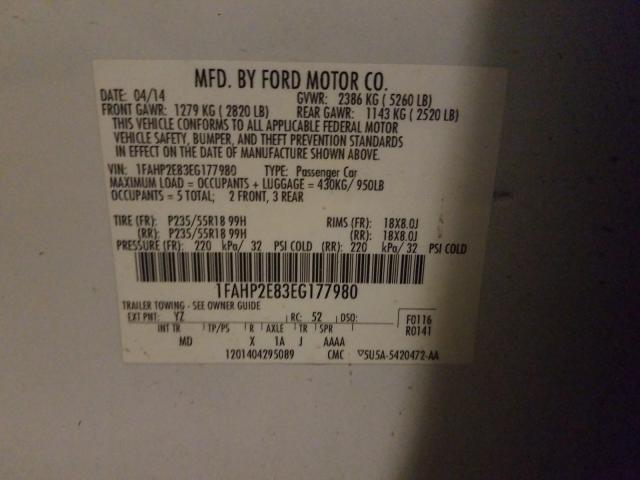 MFD. BY FORD MOTOR CO.
DATE: 04/14 GVWR: 2386 KG ( 5260 LB)
FRONT GAWR: 1279 KG ( 2820 LB) REAR GAWR: 1143 KG ( 2520 LB)
THIS VEHICLE CONFORMS TO ALL APPLICABLE FEDERAL MOTOR
VEHICLE SAFETY, BUMPER, AND THEFT PREVENTION STANDARDS
IN EFFECT ON THE DATE OF MANUFACTURE SHOWN ABOVE.
VIN: 1FAHP2E83EG177980 TYPE: Passenger Car
MAXIMUM LOAD = OCCUPANTS + LUGGAGE = 430KG/ 950LB
OCCUPANTS = 5 TOTAL; 2 FRONT, 3 REAR
TIRE (FR): P235/55R18 99H RIMS (FR): 18X8.0J
(RR): P235/55R18 99H (RR): 18X8.0J
PRESSURE (FR): 220 kPa/ 32 PSI COLD (RR): 220 kPa/ 32 PSI COLD
1FAHP2E83EG177980
TRAILER TOWING - SEE OWNER GUIDE
EXT PNT: YZ RC: 52 DSO: F0116
INT TR TP/PS R AXLE TR SPR R0141
MD X 1A J AAAA
1201404295089 CMC 5U5A-5420472-AA